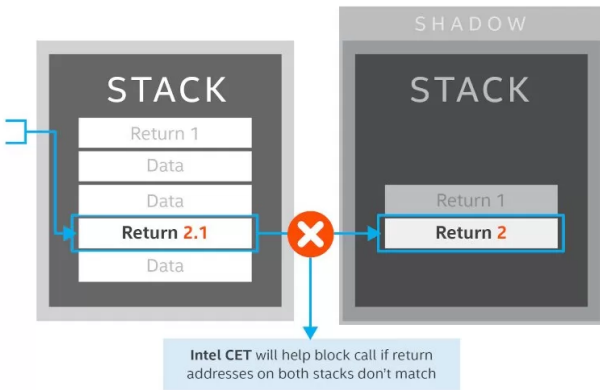 SHADOW
STACK
Return 1
Data
Data
Return 2.1
Data
STACK
Return 1
Return 2
Intel CET will help block call if return
addresses on both stacks don't match